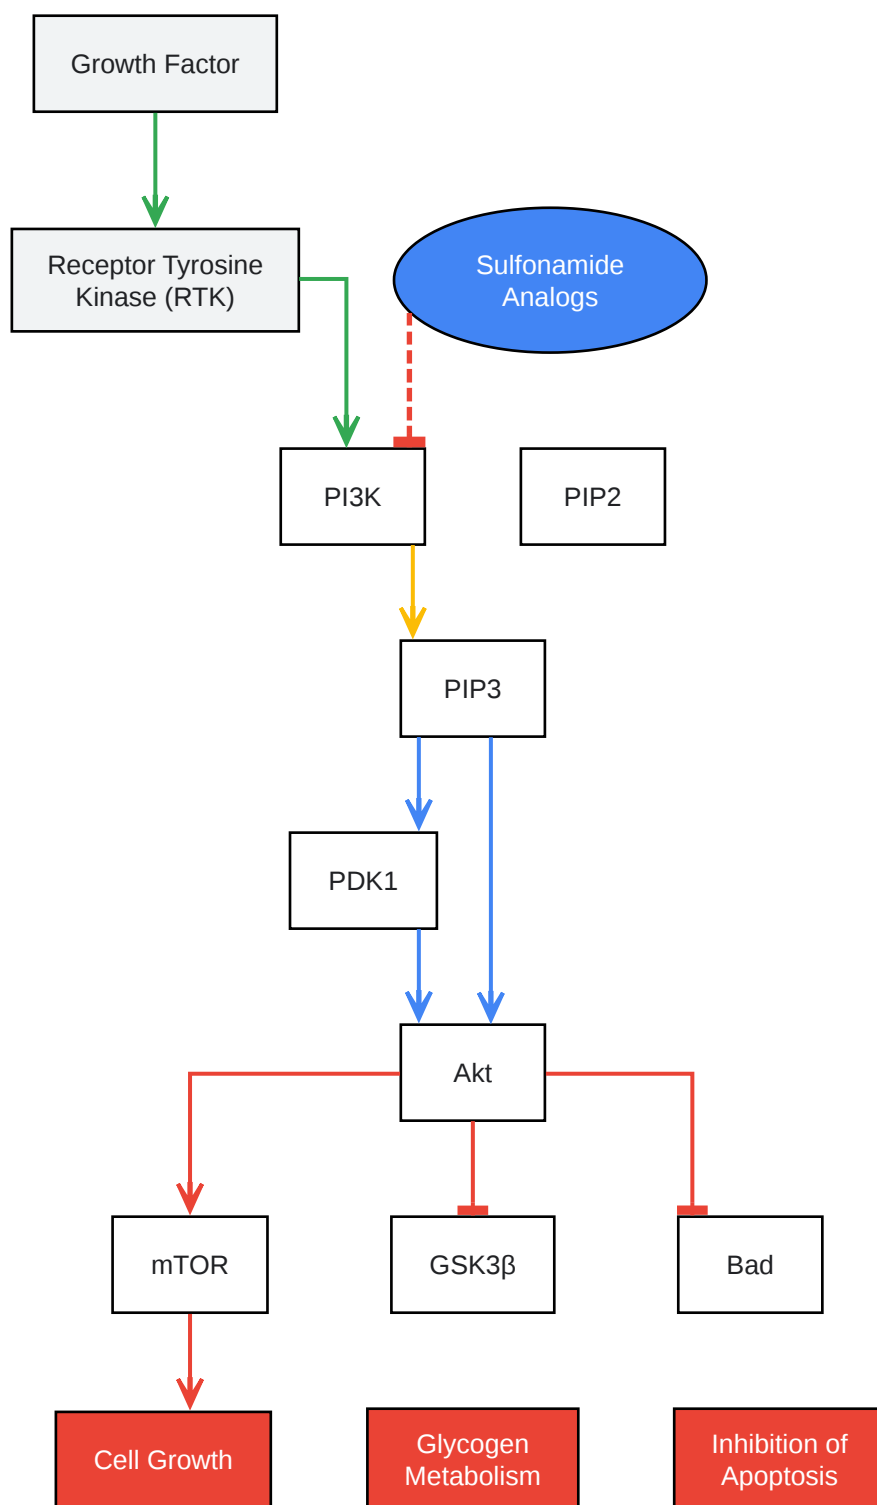 Growth Factor
Receptor Tyrosine
Kinase (RTK)
Sulfonamide
Analogs
PI3K
PIP2
PIP3
PDK1
Akt
mTOR
GSK3β
Bad
Cell Growth
Glycogen
Metabolism
Inhibition of
Apoptosis